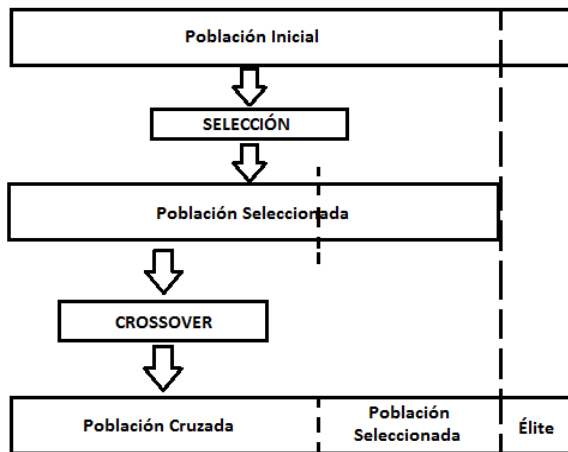 Población Inicial
SELECCIÓN
Población Seleccionada
CROSSOVER
Población Cruzada
Población
Seleccionada
Élite